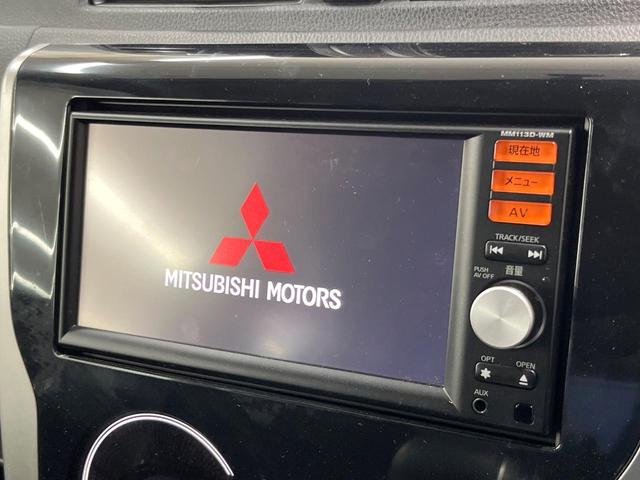 MM113D-WM
現在地
メニュー
AV
TRACK/SEEK
音量
PUSH
AV OFF
OPT
OPEN
AUX
MITSUBISHI MOTORS